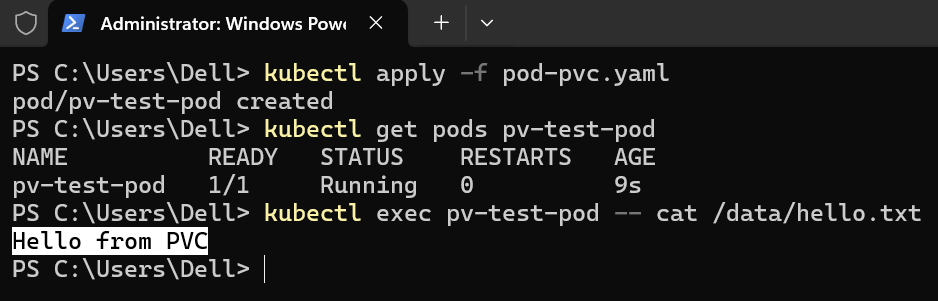 Administrator: Windows Powe
PS C:\Users\Dell> kubectl apply -f pod-pvc.yaml
pod/pv-test-pod created
PS C:\Users\Dell> kubectl get pods pv-test-pod
NAME          READY   STATUS    RESTARTS   AGE
pv-test-pod   1/1     Running   0          9s
PS C:\Users\Dell> kubectl exec pv-test-pod -- cat /data/hello.txt
Hello from PVC
PS C:\Users\Dell>